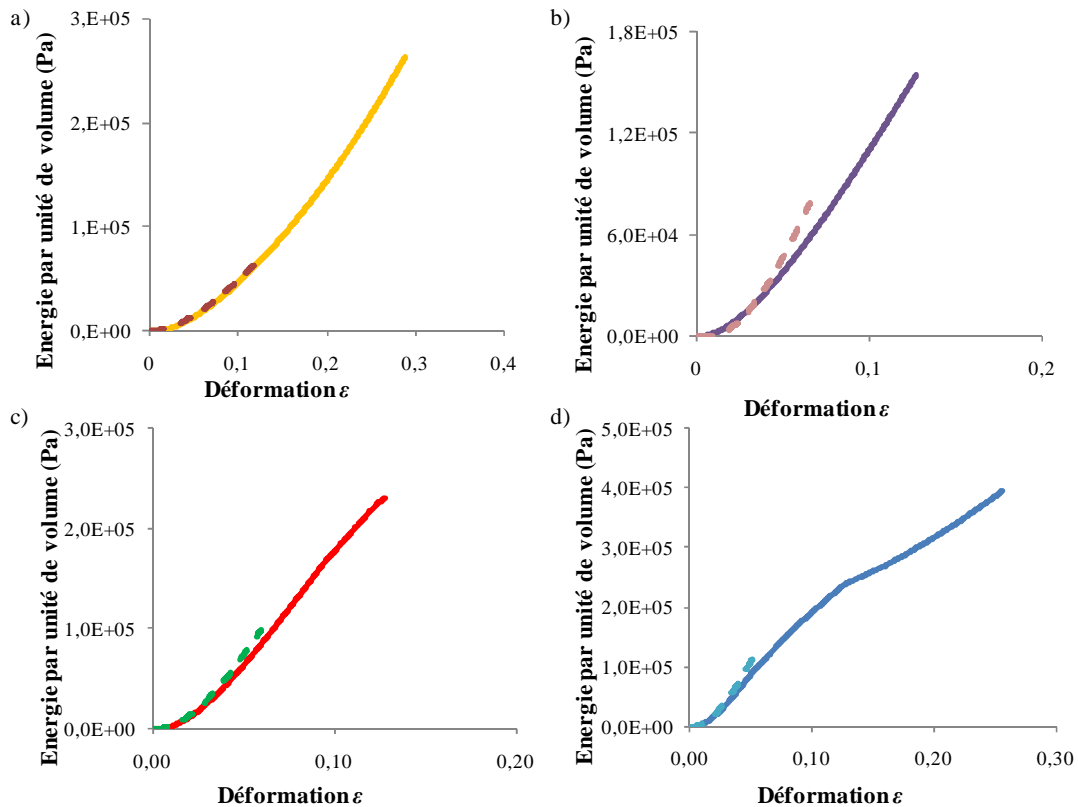 a)
Energie par unité de volume (Pa)
3,E+05
2,E+05
1,E+05
0,E+00
0
0,1
0,2
0,3
0,4
Déformation ε
b)
Energie par unité de volume (Pa)
1,8E+05
1,2E+05
6,0E+04
0,0E+00
0
0,1
0,2
Déformation ε
c)
Energie par unité de volume (Pa)
3,0E+05
2,0E+05
1,0E+05
0,0E+00
0,00
0,10
0,20
Déformation ε
d)
Energie par unité de volume (Pa)
5,0E+05
4,0E+05
3,0E+05
2,0E+05
1,0E+05
0,0E+00
0,00
0,10
0,20
0,30
Déformation ε